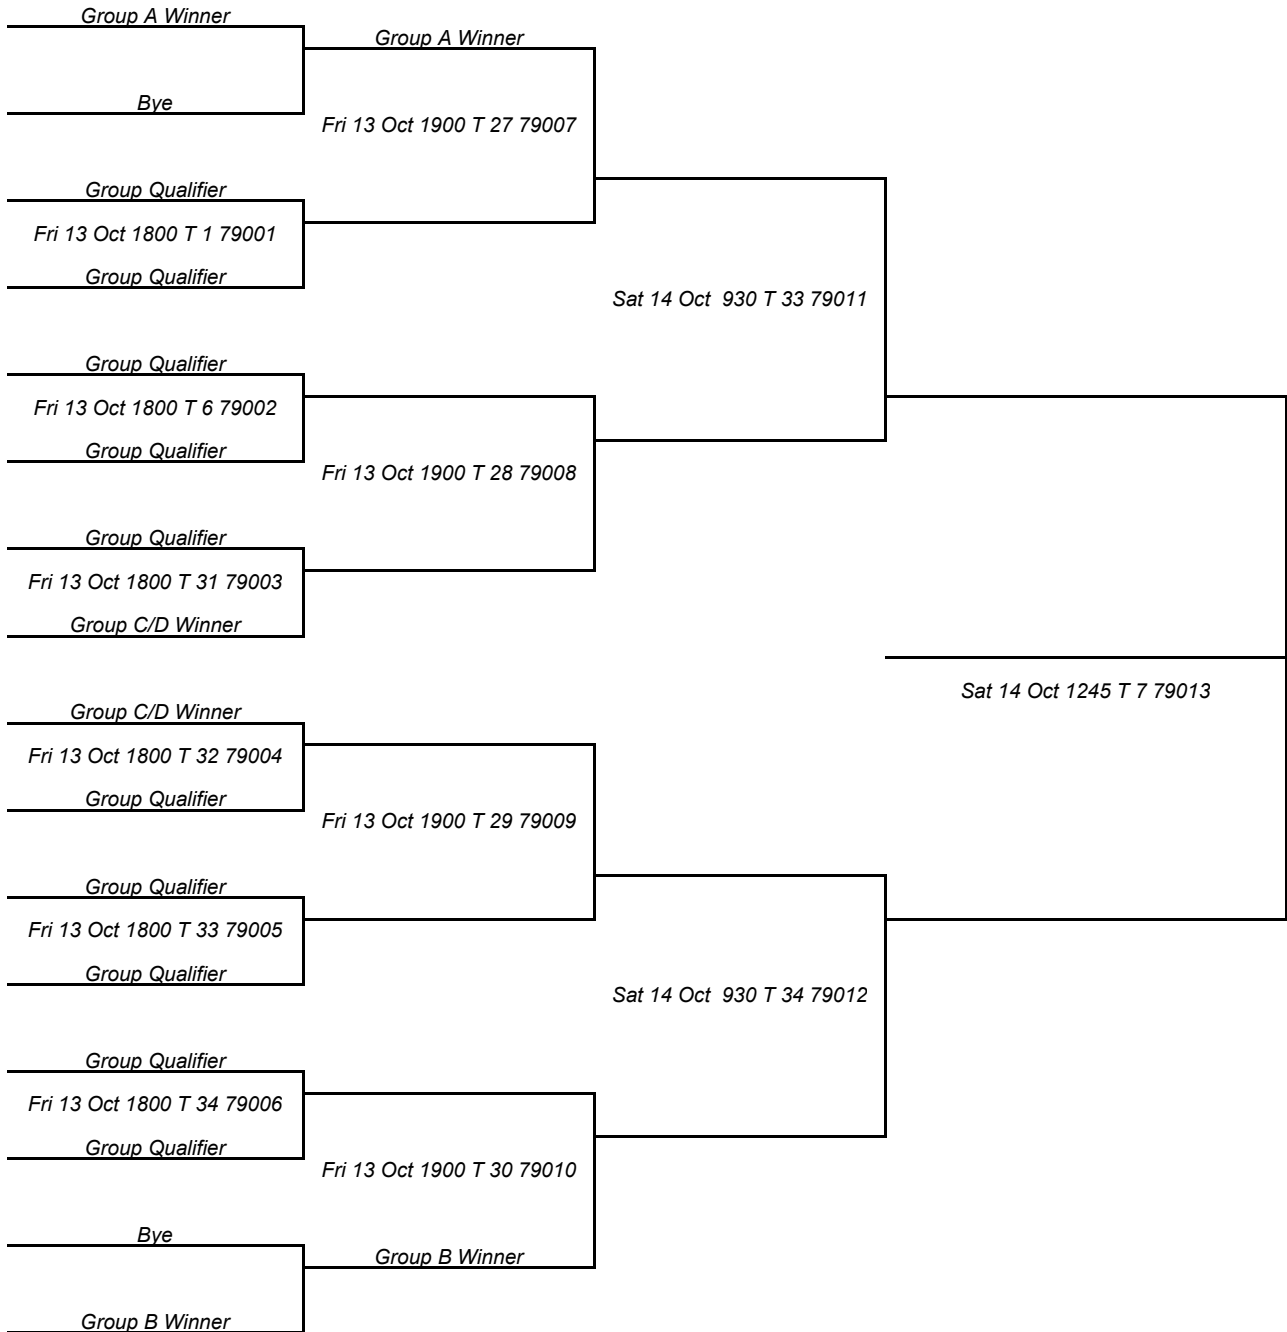 Group A Winner
Group A Winner
Bye
Fri 13 Oct 1900 T 27 79007
Group Qualifier
Fri 13 Oct 1800 T 1 79001
Group Qualifier
Sat 14 Oct  930 T 33 79011
Group Qualifier
Fri 13 Oct 1800 T 6 79002
Group Qualifier
Fri 13 Oct 1900 T 28 79008
Group Qualifier
Fri 13 Oct 1800 T 31 79003
Group C/D Winner
Sat 14 Oct 1245 T 7 79013
Group C/D Winner
Fri 13 Oct 1800 T 32 79004
Group Qualifier
Fri 13 Oct 1900 T 29 79009
Group Qualifier
Fri 13 Oct 1800 T 33 79005
Group Qualifier
Sat 14 Oct  930 T 34 79012
Group Qualifier
Fri 13 Oct 1800 T 34 79006
Group Qualifier
Fri 13 Oct 1900 T 30 79010
Bye
Group B Winner
Group B Winner